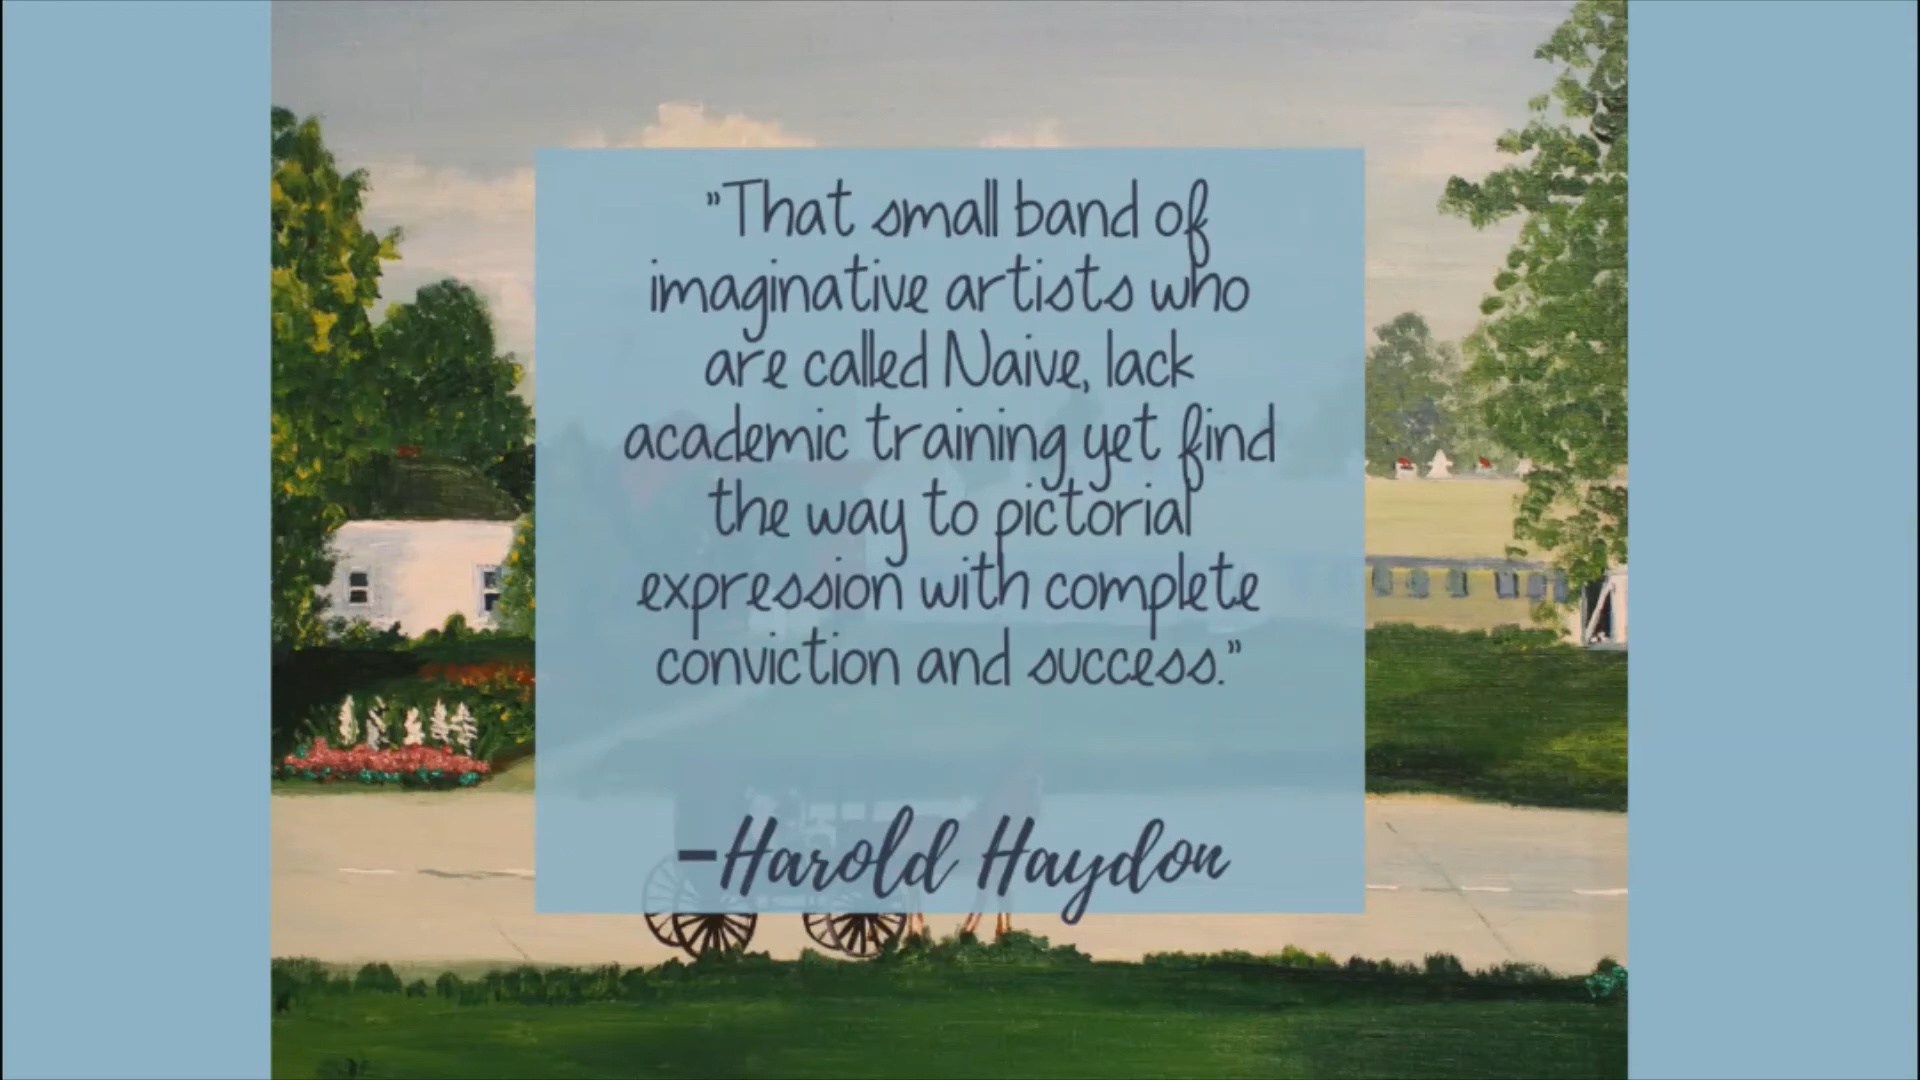 "That small band of
imaginative artists who
are called Naive, lack
academic training yet find
the way to pictorial
expression with complete
conviction and success."
-Harold Haydon